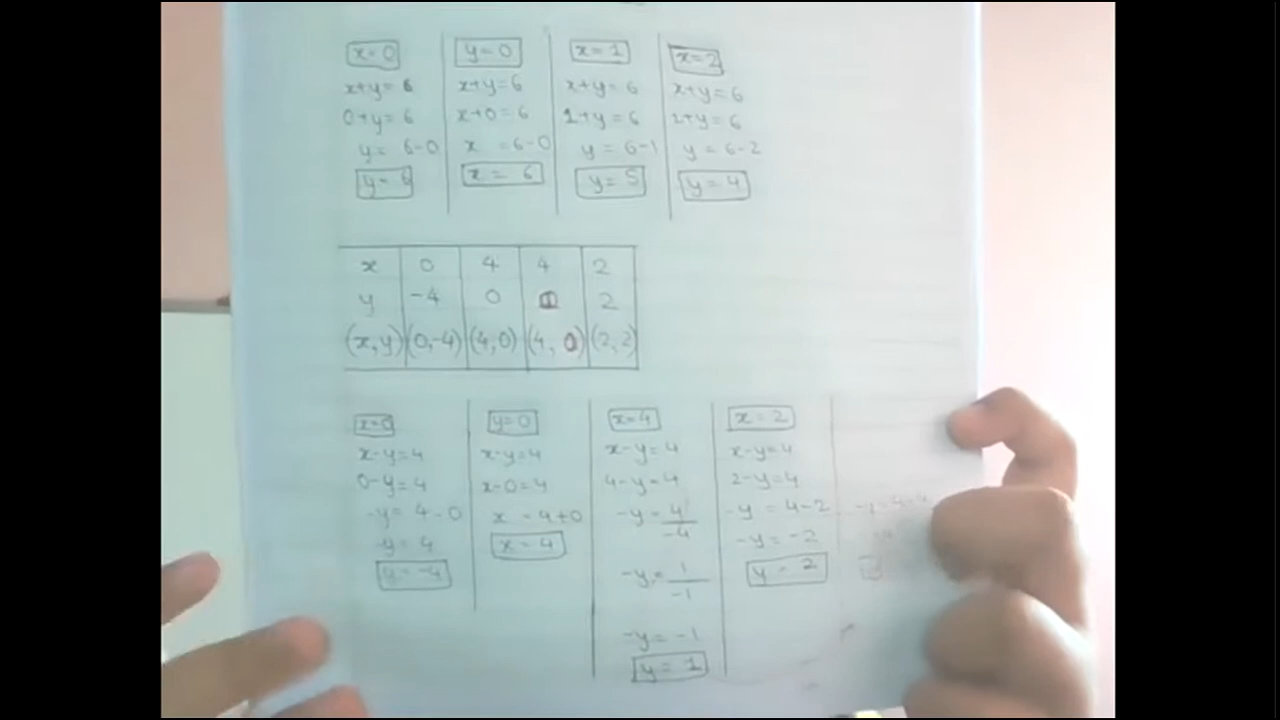 x=0
x+y=6
0+y=6
y=6-0
y=6
y=0
x+y=6
x+0=6
x=6-0
x=6
x=1
x+y=6
1+y=6
y=6-1
y=5
x=2
x+y=6
2+y=6
y=6-2
y=4
x 0 4 4 2
y -4 0 2
(x,y) (0,-4) (4,0) (4,0) (2,2)
x=0
x-y=4
0-y=4
-y=4-0
-y=4
y=-4
y=0
x-y=4
x-0=4
x=4+0
x=4
x=4
x-y=4
4-y=4
-y=4/-4
-y=1/-1
-y=-1
y=1
x=2
x-y=4
2-y=4
-y=4-2
-y=-2
y=2